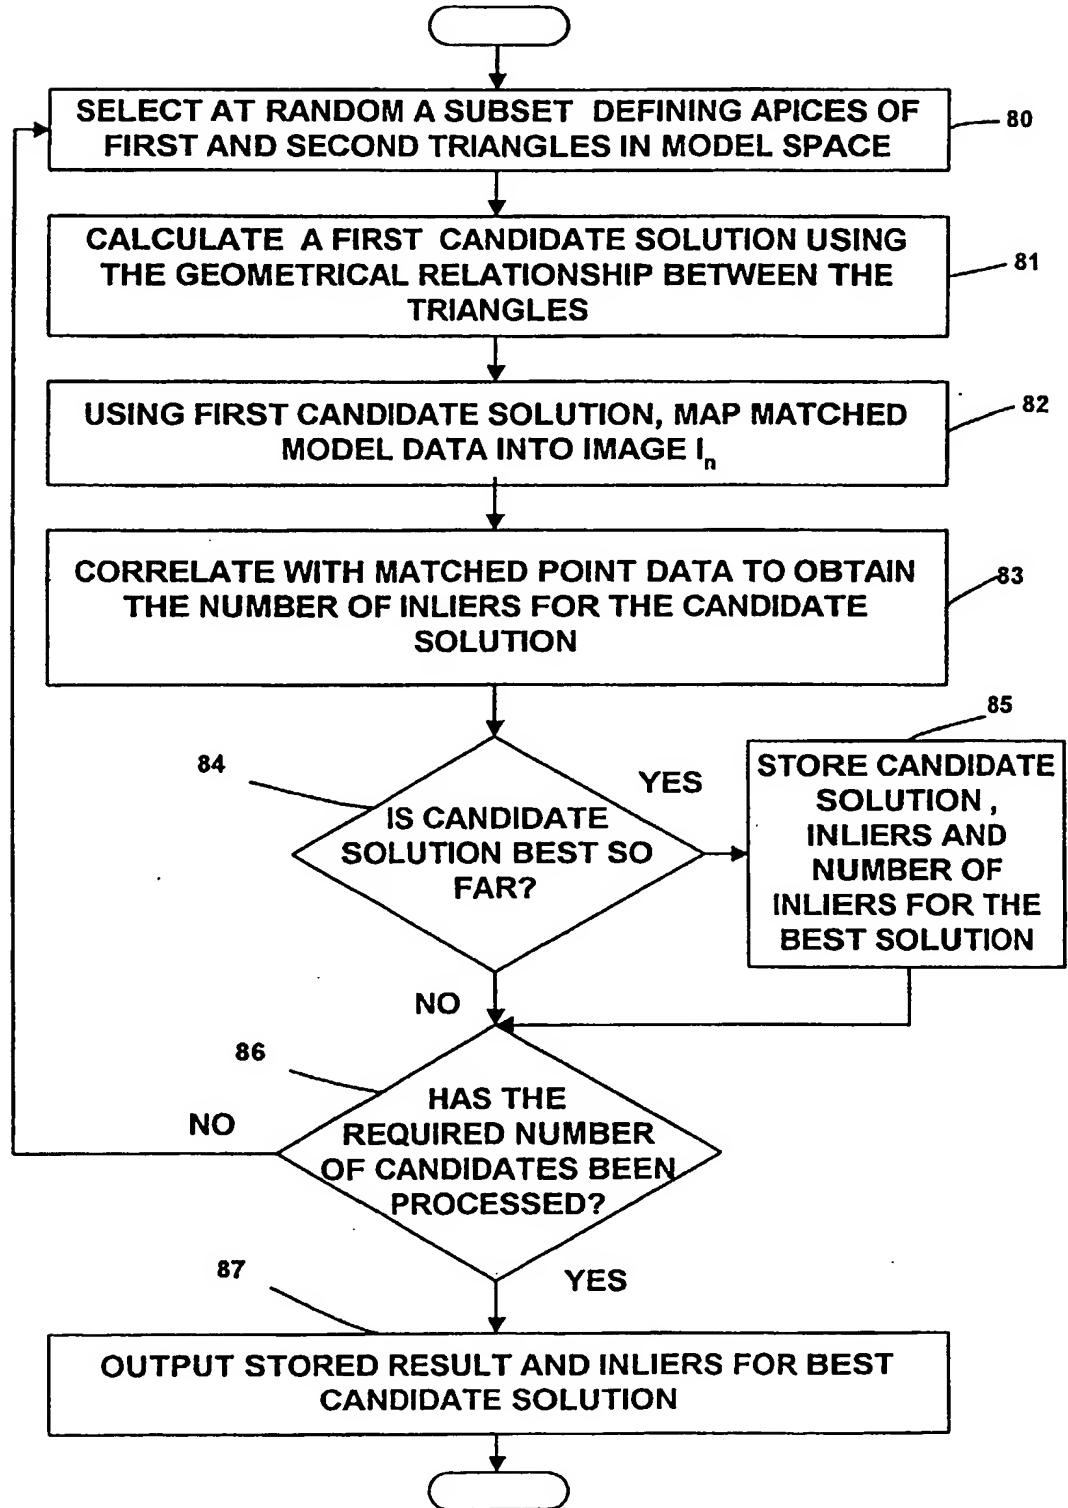 SELECT AT RANDOM A SUBSET DEFINING APICES OF
FIRST AND SECOND TRIANGLES IN MODEL SPACE
80
CALCULATE A FIRST CANDIDATE SOLUTION USING
THE GEOMETRICAL RELATIONSHIP BETWEEN THE
TRIANGLES
81
USING FIRST CANDIDATE SOLUTION, MAP MATCHED
MODEL DATA INTO IMAGE In
82
CORRELATE WITH MATCHED POINT DATA TO OBTAIN
THE NUMBER OF INLIERS FOR THE CANDIDATE
SOLUTION
83
84
IS CANDIDATE
SOLUTION BEST SO
FAR?
YES
85
STORE CANDIDATE
SOLUTION ,
INLIERS AND
NUMBER OF
INLIERS FOR THE
BEST SOLUTION
NO
86
HAS THE
REQUIRED NUMBER
OF CANDIDATES BEEN
PROCESSED?
NO
YES
87
OUTPUT STORED RESULT AND INLIERS FOR BEST
CANDIDATE SOLUTION